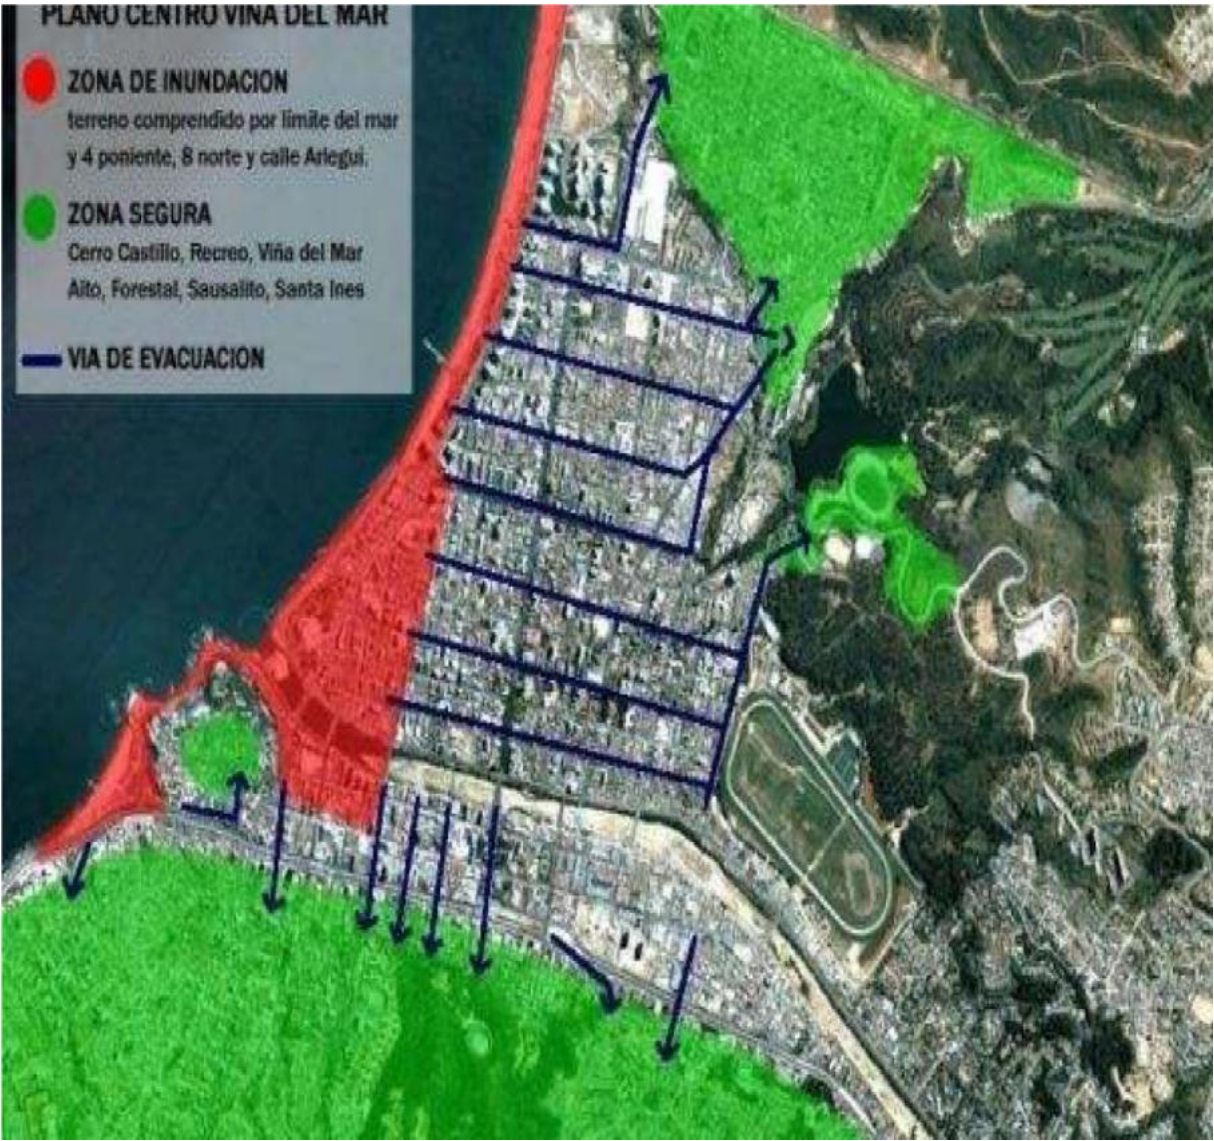 PLANO CENTRO VIÑA DEL MAR
ZONA DE INUNDACION
terreno comprendido por limite del mar
y 4 poniente, 8 norte y calle Arlegui.
ZONA SEGURA
Cerro Castillo, Recreo, Viña del Mar
Alto, Forestal, Sausalito, Santa Ines
VIA DE EVACUACION